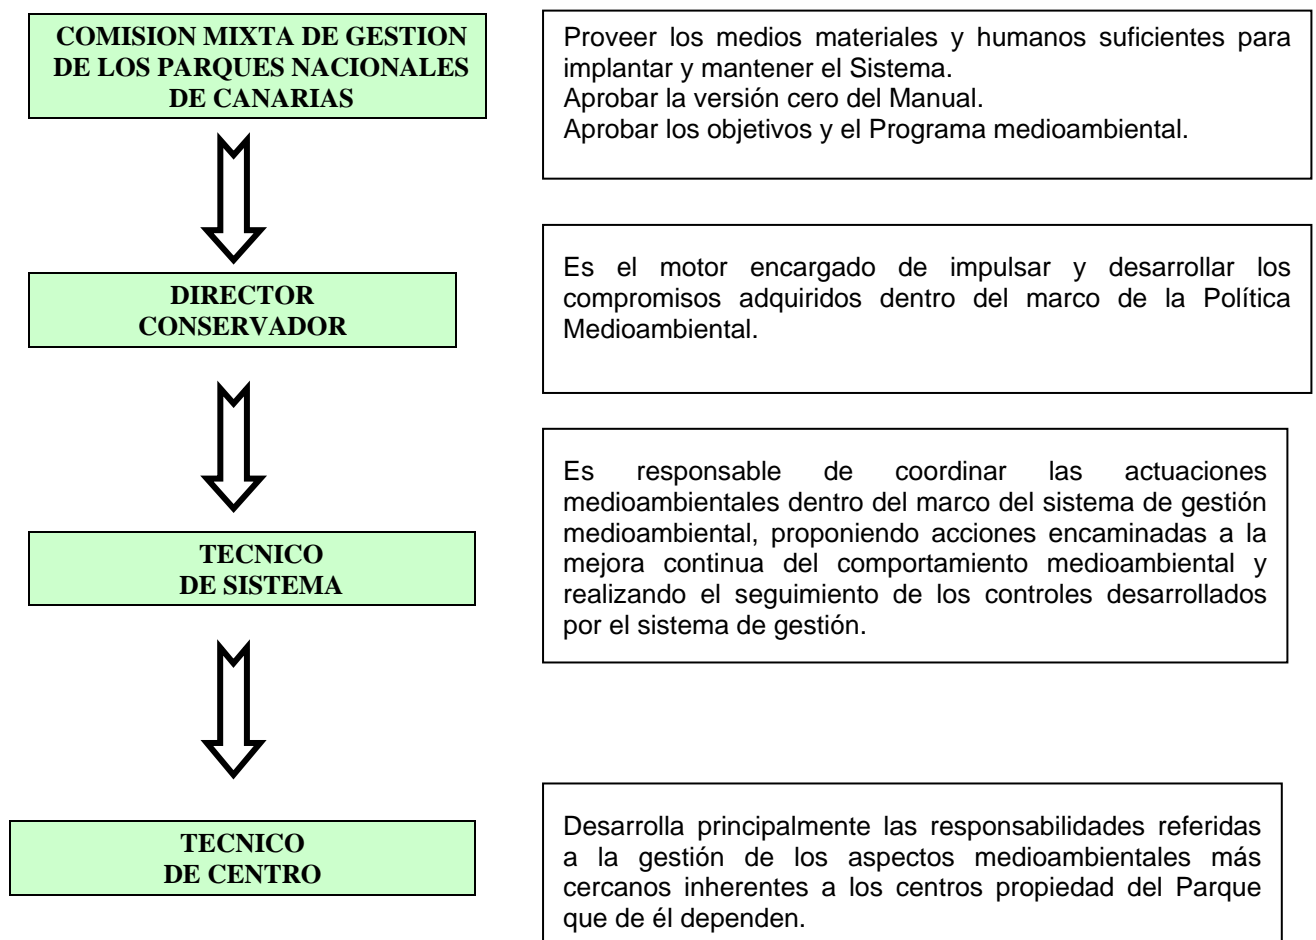 COMISION MIXTA DE GESTION
DE LOS PARQUES NACIONALES
DE CANARIAS
Proveer los medios materiales y humanos suficientes para
implantar y mantener el Sistema.
Aprobar la versión cero del Manual.
Aprobar los objetivos y el Programa medioambiental.
DIRECTOR
CONSERVADOR
Es el motor encargado de impulsar y desarrollar los
compromisos adquiridos dentro del marco de la Política
Medioambiental.
TECNICO
DE SISTEMA
Es responsable de coordinar las actuaciones
medioambientales dentro del marco del sistema de gestión
medioambiental, proponiendo acciones encaminadas a la
mejora continua del comportamiento medioambiental y
realizando el seguimiento de los controles desarrollados
por el sistema de gestión.
TECNICO
DE CENTRO
Desarrolla principalmente las responsabilidades referidas
a la gestión de los aspectos medioambientales más
cercanos inherentes a los centros propiedad del Parque
que de él dependen.